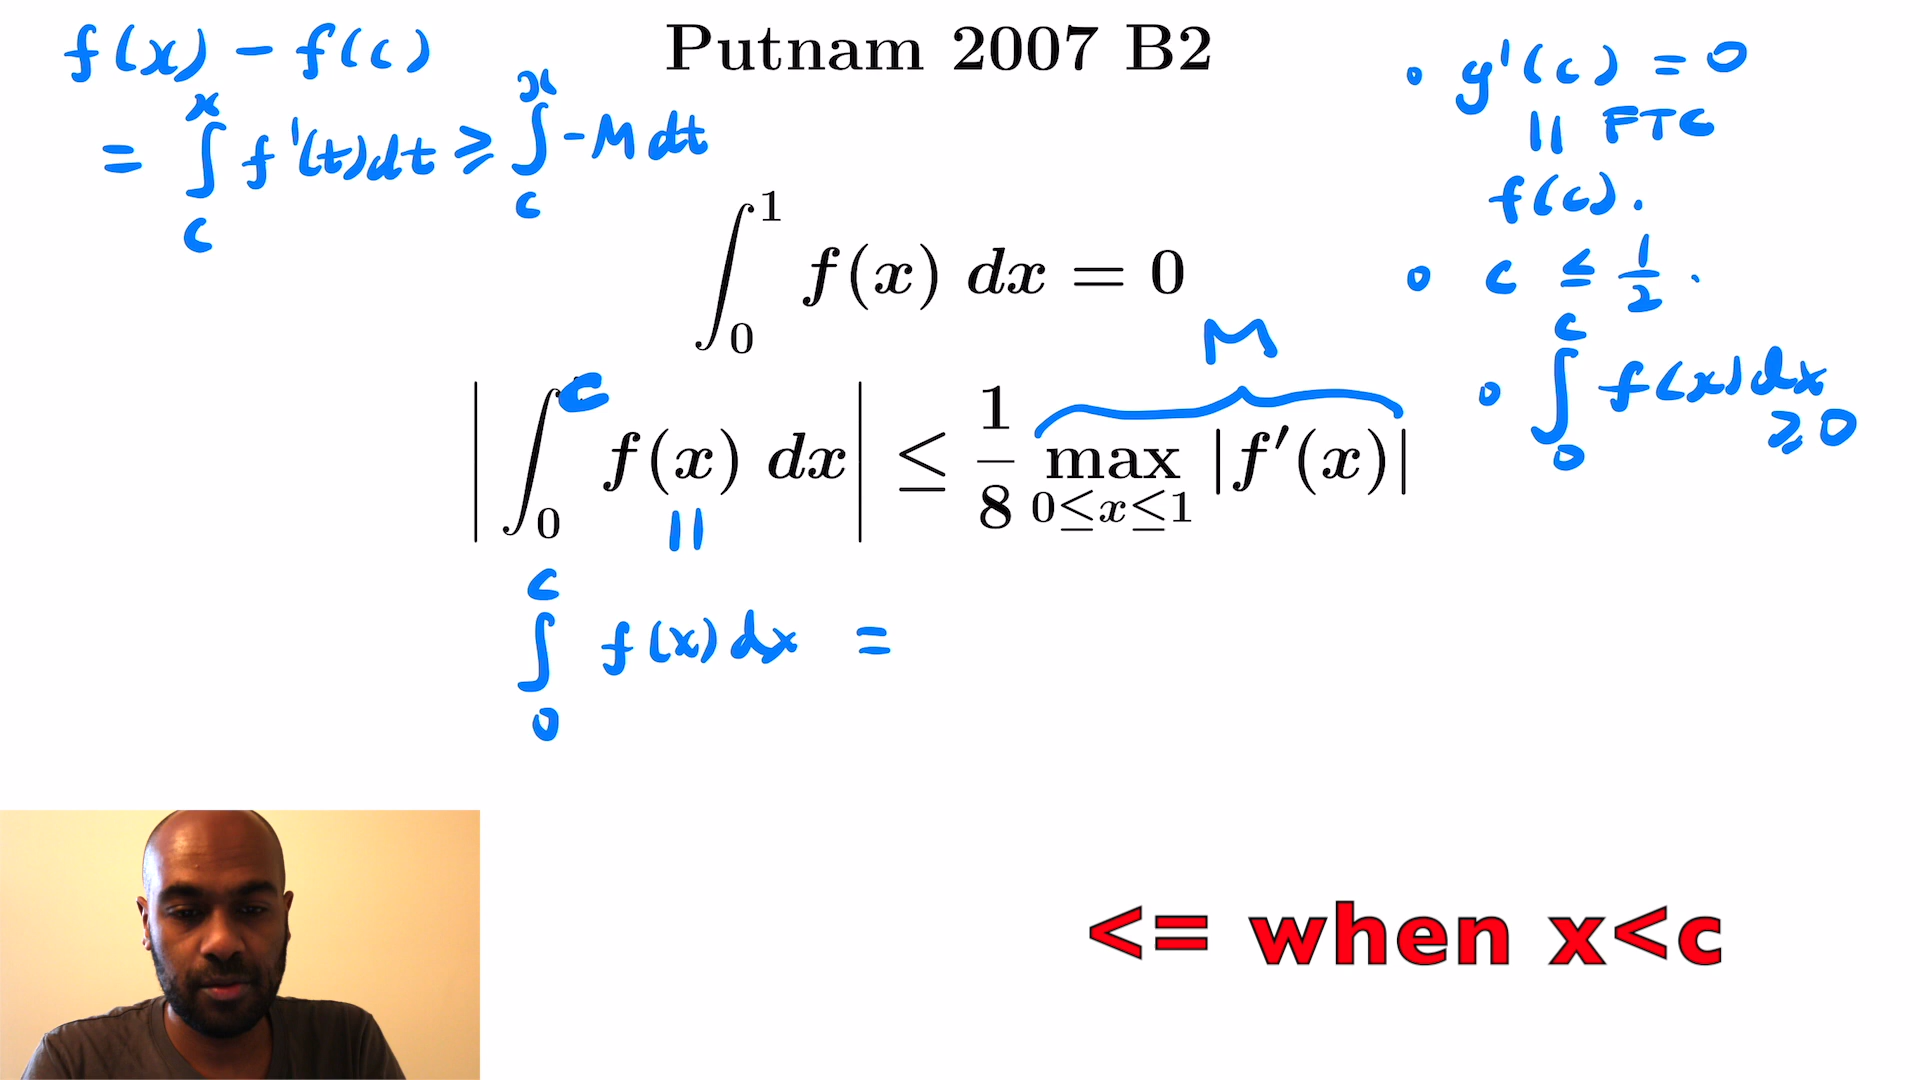 Putnam 2007 B2
f(x) - f(c)
= ∫_c^x f'(t)dt ≥ ∫_c^x -M dt
∫_0^1 f(x) dx = 0
M
|∫_0^c f(x) dx| ≤ 1/8 max_{0≤x≤1} |f′(x)|
||
∫_0^c f(x)dx =
∘ g'(c) = 0
|| FTC
f(c).
∘ c ≤ 1/2.
∘ ∫_0^c f(x)dx
≥ 0
<= when x<c